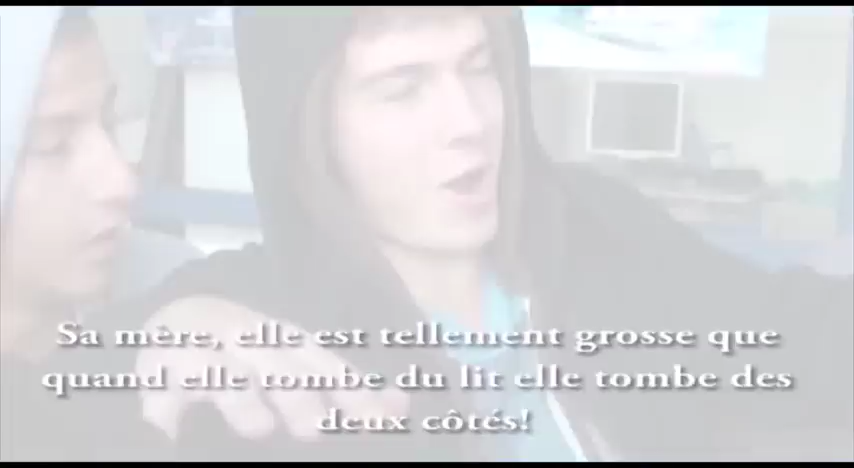 Sa mère, elle est tellement grosse que
quand elle tombe du lit elle tombe des
deux côtés!